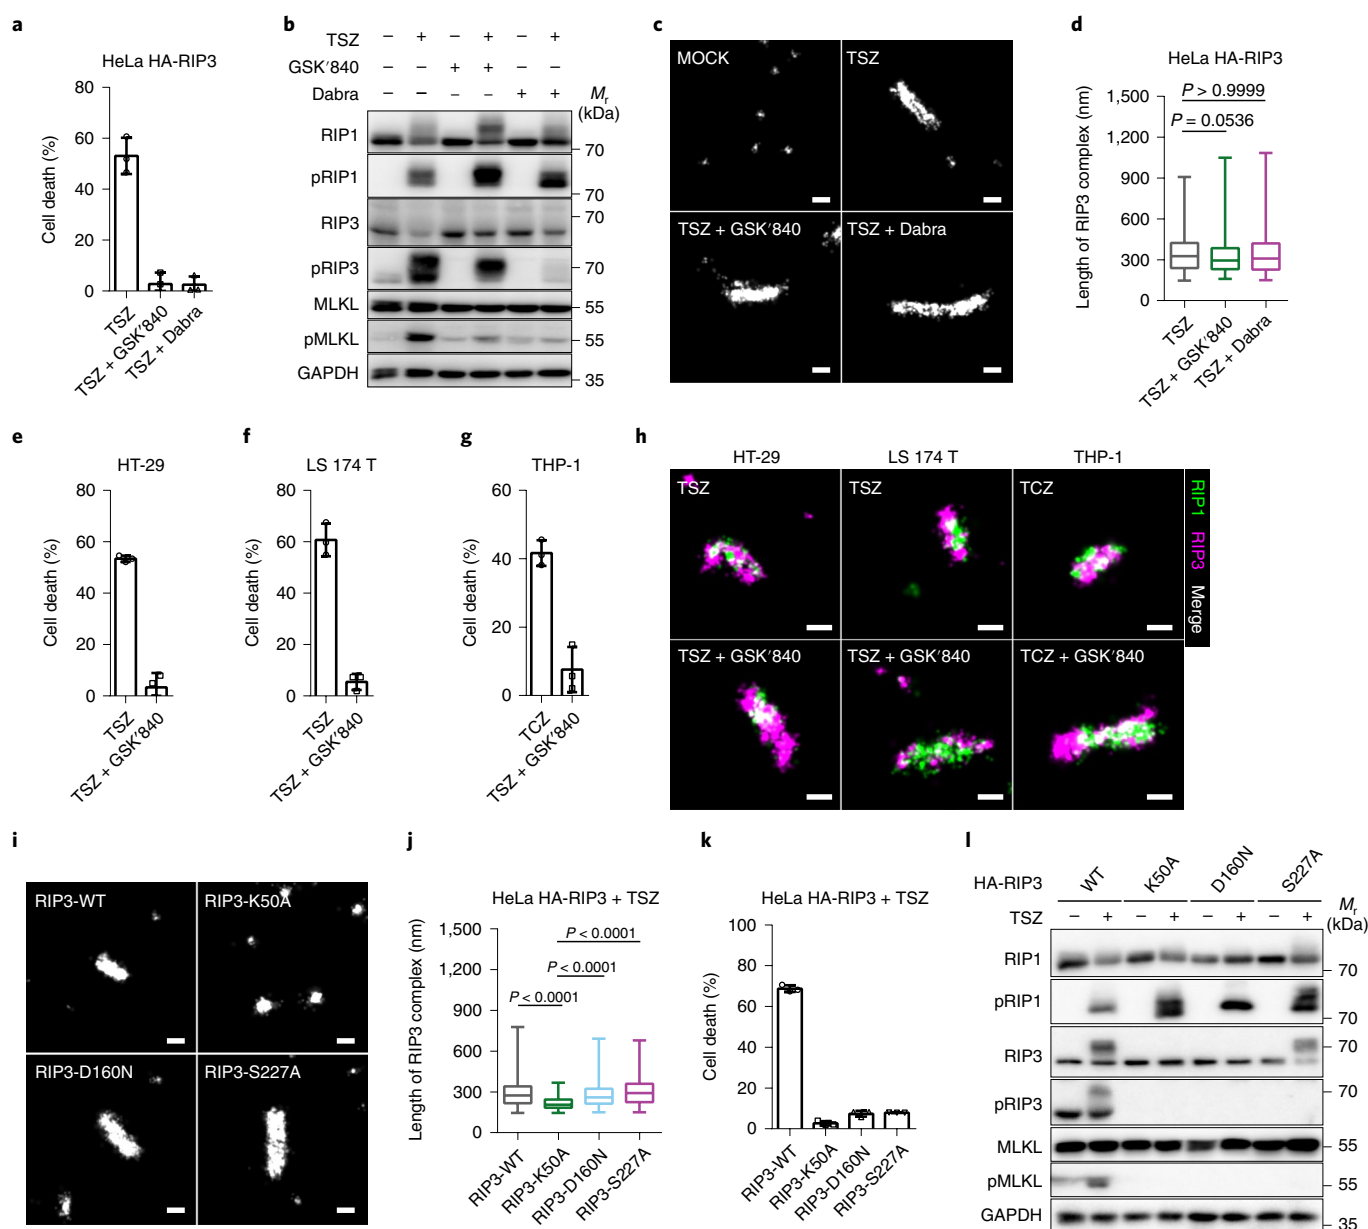 a
HeLa HA-RIP3
Cell death (%)
80
60
40
20
0
TSZ
TSZ + GSK′840
TSZ + Dabra
b
TSZ − + − + − +
GSK′840 − − + + − −
Dabra − − − − + +
Mr
(kDa)
RIP1
70
pRIP1
70
RIP3
70
pRIP3
70
MLKL
55
pMLKL
55
GAPDH
35
c
MOCK
TSZ
TSZ + GSK′840
TSZ + Dabra
d
HeLa HA-RIP3
P > 0.9999
P = 0.0536
Length of RIP3 complex (nm)
1,500
1,200
900
600
300
0
TSZ
TSZ + GSK′840
TSZ + Dabra
e
HT-29
Cell death (%)
80
60
40
20
0
TSZ
TSZ + GSK′840
f
LS 174 T
Cell death (%)
80
60
40
20
0
TSZ
TSZ + GSK′840
g
THP-1
Cell death (%)
60
40
20
0
TCZ
TSZ + GSK′840
h
HT-29
LS 174 T
THP-1
TSZ
TSZ
TCZ
TSZ + GSK′840
TSZ + GSK′840
TCZ + GSK′840
RIP1 RIP3 Merge
i
RIP3-WT
RIP3-K50A
RIP3-D160N
RIP3-S227A
j
HeLa HA-RIP3 + TSZ
P < 0.0001
P < 0.0001
P < 0.0001
Length of RIP3 complex (nm)
1,500
1,200
900
600
300
0
RIP3-WT
RIP3-K50A
RIP3-D160N
RIP3-S227A
k
HeLa HA-RIP3 + TSZ
Cell death (%)
100
80
60
40
20
0
RIP3-WT
RIP3-K50A
RIP3-D160N
RIP3-S227A
l
HA-RIP3 WT K50A D160N S227A
TSZ − + − + − + − +
Mr
(kDa)
RIP1
70
pRIP1
70
RIP3
70
pRIP3
70
MLKL
55
pMLKL
55
GAPDH
35